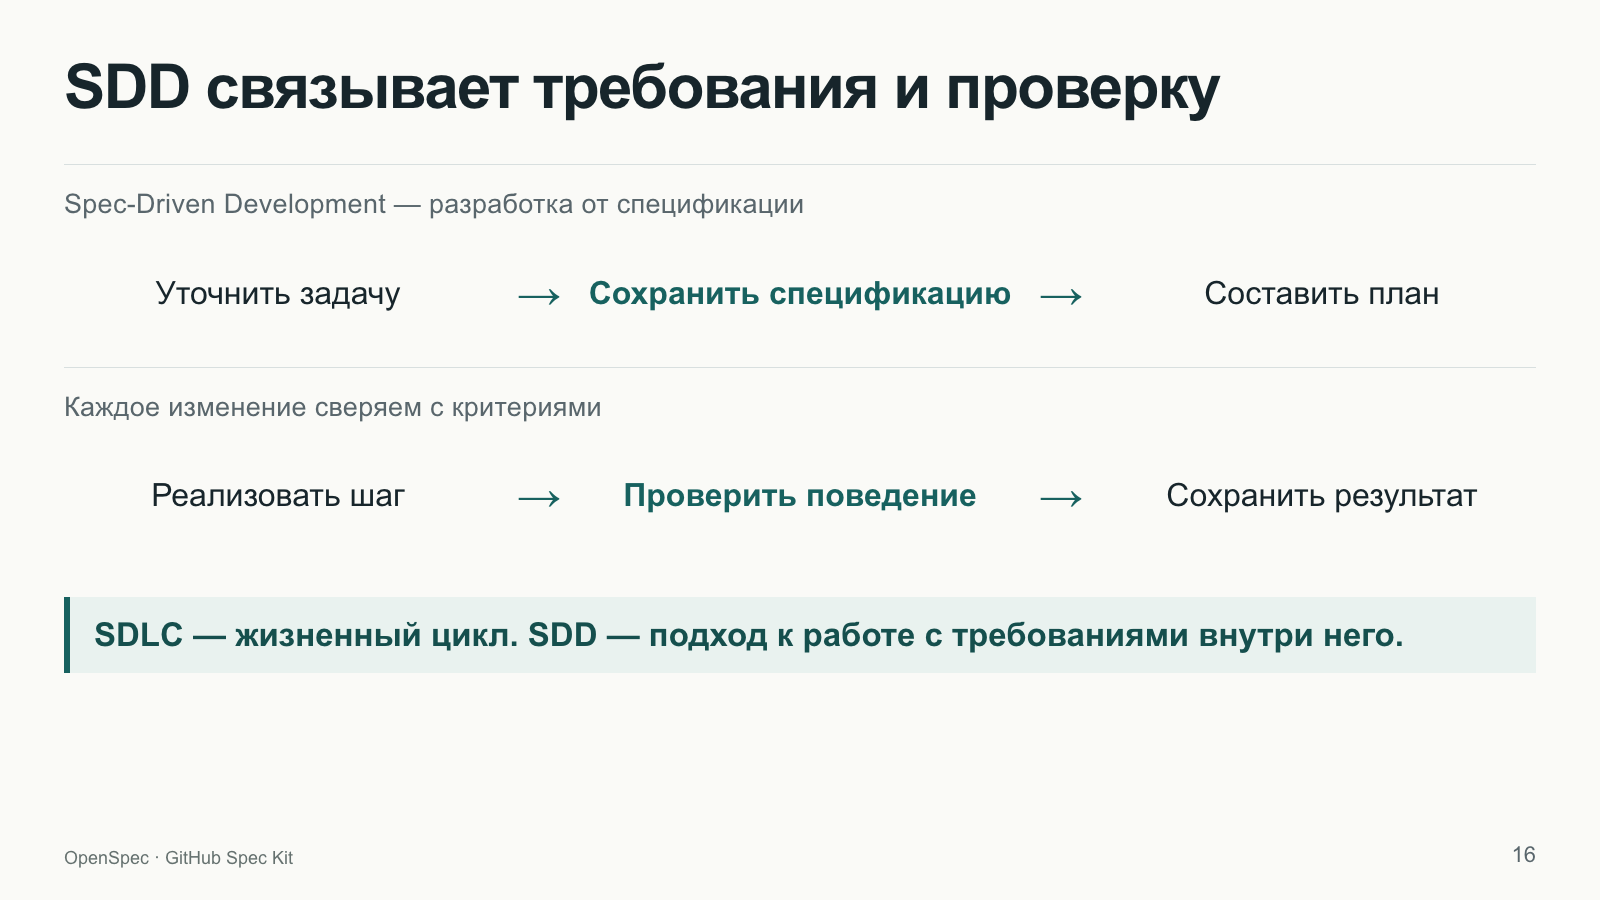 SDD связывает требования и проверку
Spec-Driven Development — разработка от спецификации
Уточнить задачу → Сохранить спецификацию → Составить план
Каждое изменение сверяем с критериями
Реализовать шаг → Проверить поведение → Сохранить результат
SDLC — жизненный цикл. SDD — подход к работе с требованиями внутри него.
OpenSpec · GitHub Spec Kit
16